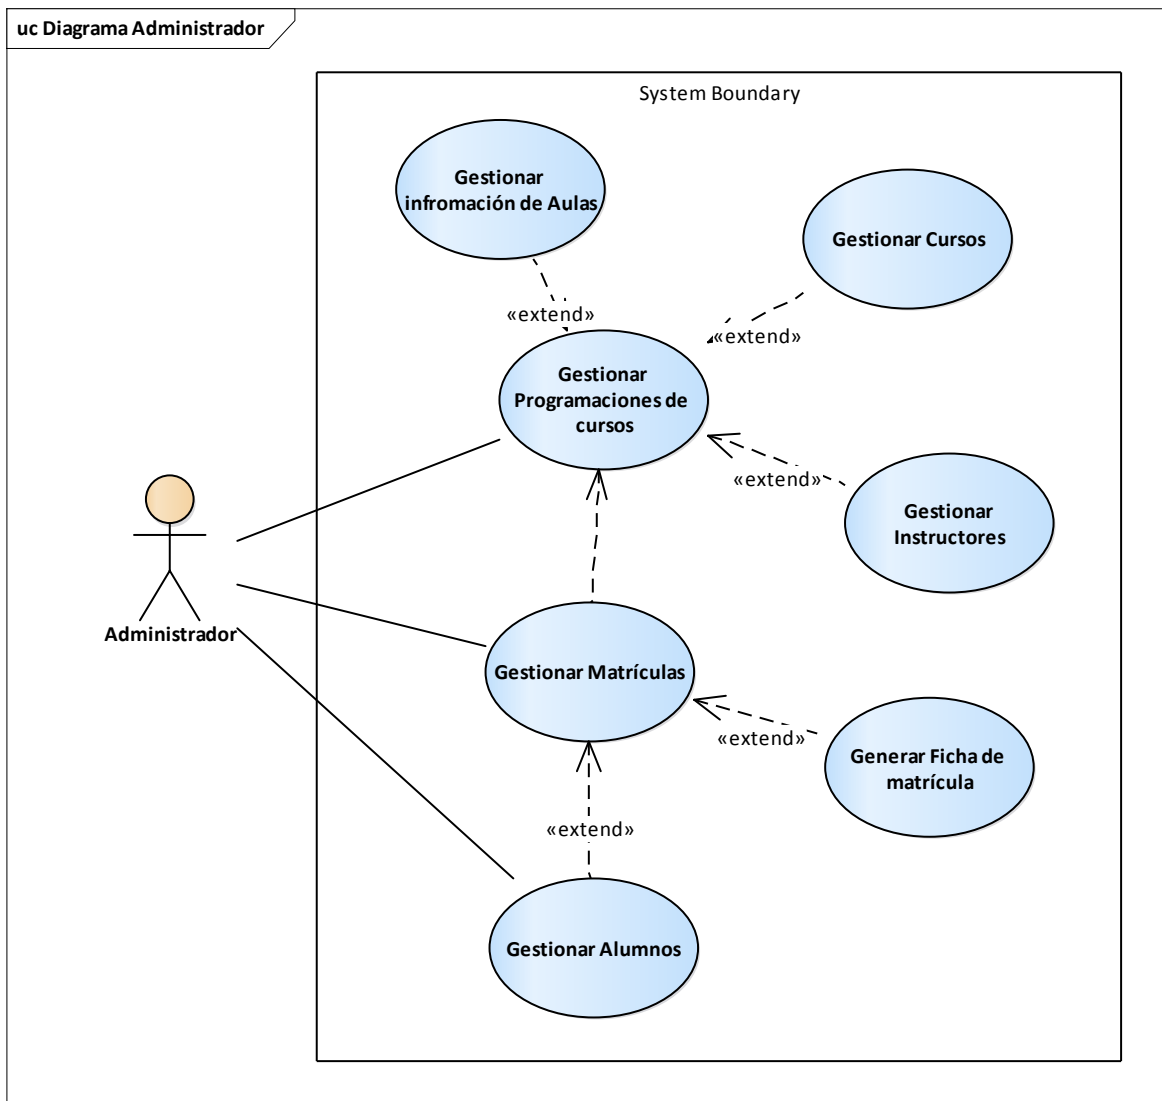 uc Diagrama Administrador
System Boundary
Gestionar
infromación de Aulas
Gestionar Cursos
«extend»
«extend»
Gestionar
Programaciones de
cursos
«extend»
Gestionar
Instructores
Administrador
Gestionar Matrículas
«extend»
Generar Ficha de
matrícula
«extend»
Gestionar Alumnos